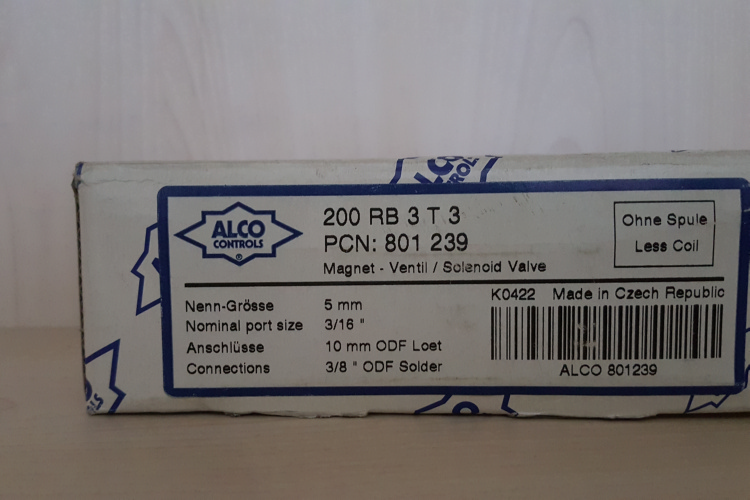 ALCO
CONTROLS
ALCO
CONTROLS
®
200 RB 3 T 3
PCN: 801 239
Magnet - Ventil / Solenoid Valve
Ohne Spule
Less Coil
Nenn-Grösse 5 mm
Nominal port size 3/16 "
Anschlüsse 10 mm ODF Loet
Connections 3/8 " ODF Solder
K0422 Made in Czech Republic
ALCO 801239